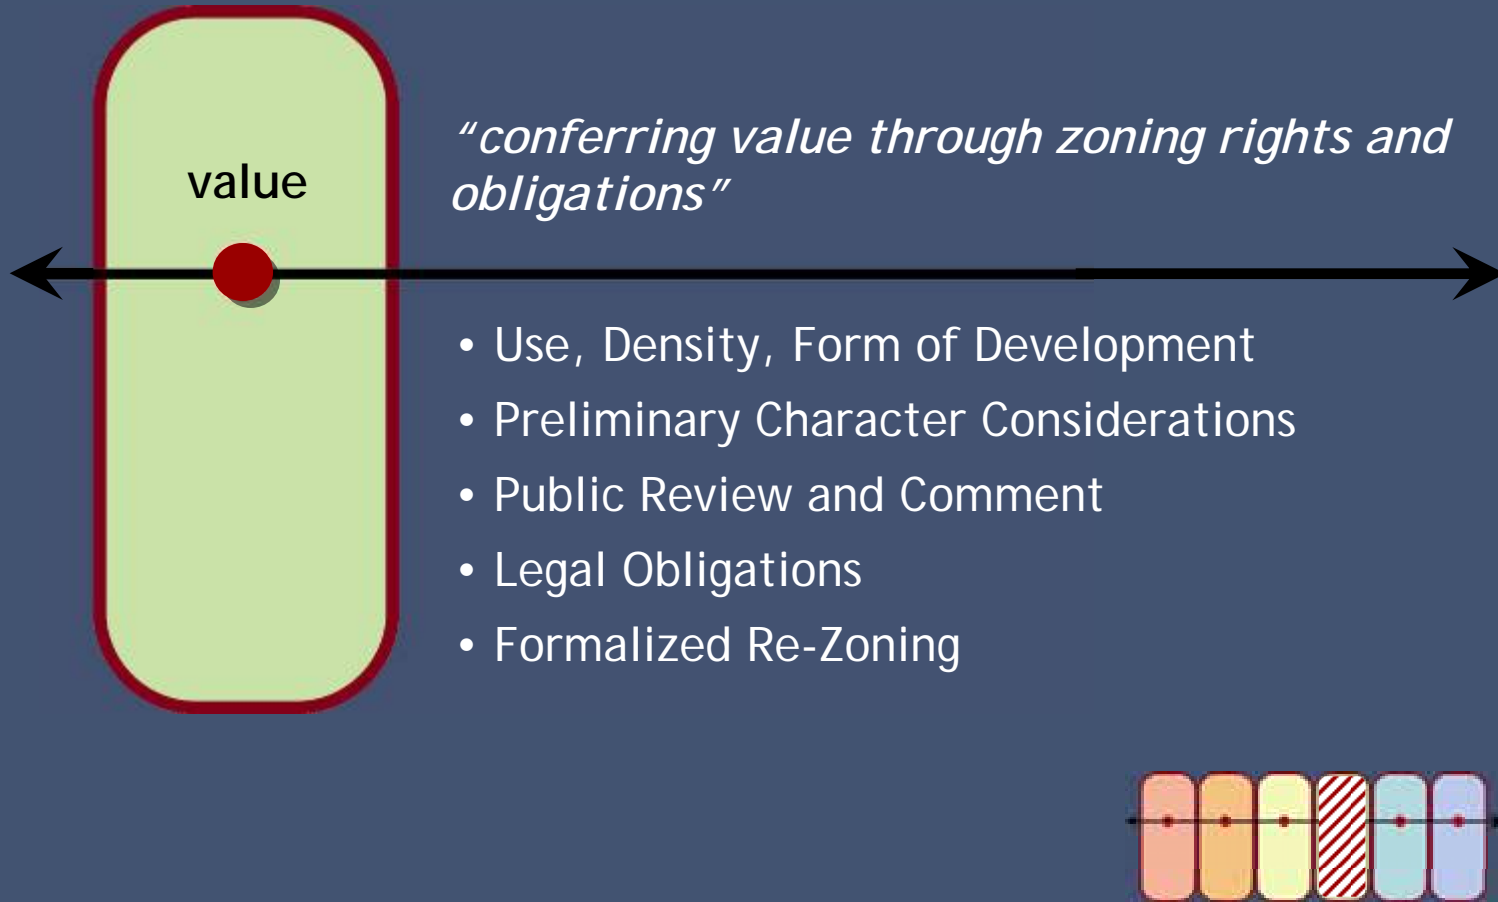 value
“conferring value through zoning rights and
obligations”
• Use, Density, Form of Development
• Preliminary Character Considerations
• Public Review and Comment
• Legal Obligations
• Formalized Re-Zoning